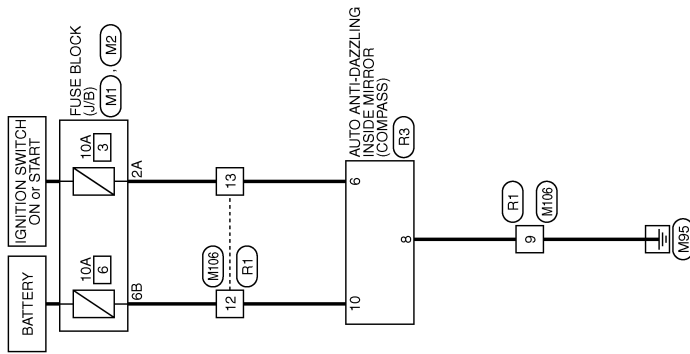 BATTERY
IGNITION SWITCH
ON or START
FUSE BLOCK
(J/B)
M1 , M2
10A
6
10A
3
6B
2A
M106
12
R1
13
10
6
AUTO ANTI-DAZZLING
INSIDE MIRROR
(COMPASS)
R3
8
R1
9
M106
M95